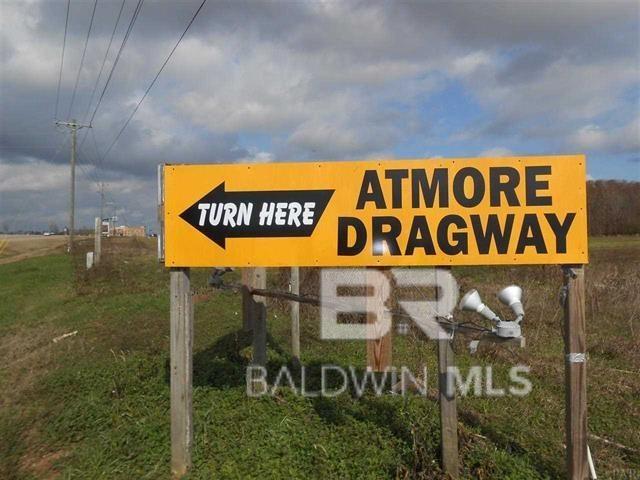 TURN HERE
ATMORE
DRAGWAY
BR
BALDWIN MLS